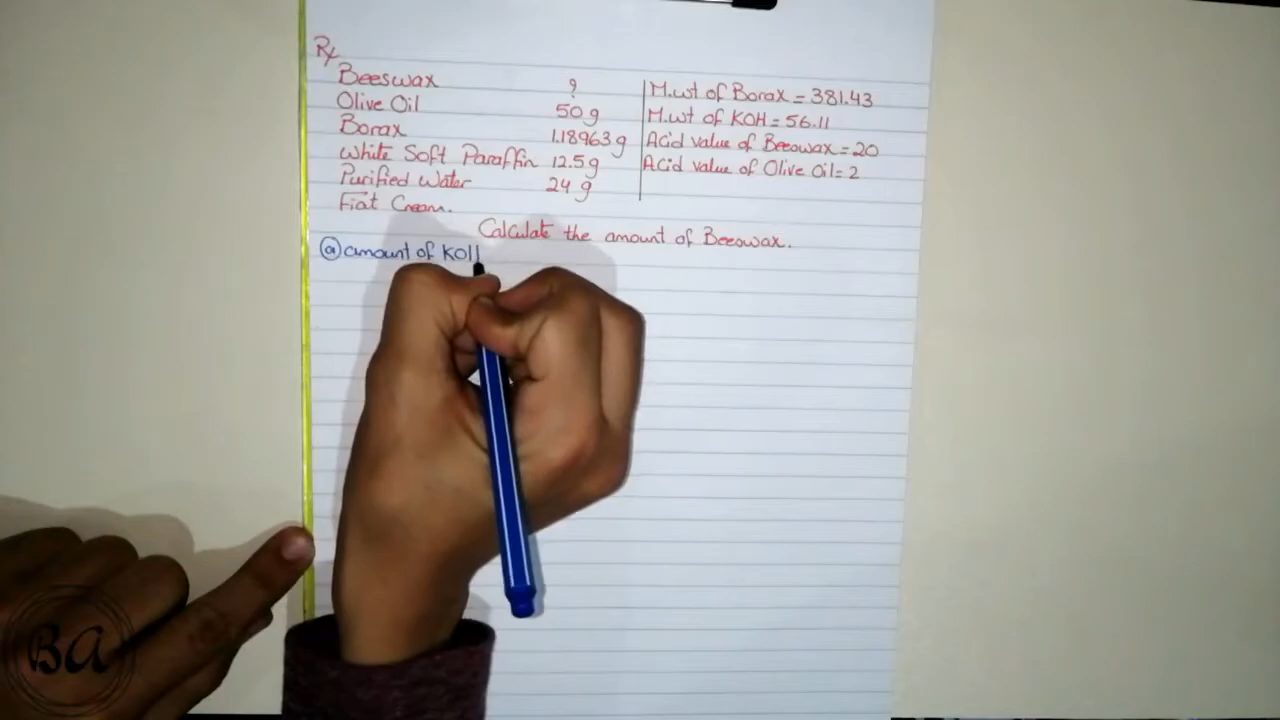 Rx
Beeswax ?
Olive Oil 50 g
Borax 1.18963 g
White Soft Paraffin 12.5 g
Purified Water 24 g
Fiat Cream.
M.wt of Borax = 381.43
M.wt of KOH = 56.11
Acid value of Beeswax = 20
Acid value of Olive Oil = 2
Calculate the amount of Beeswax.
(a) amount of KOH
BA